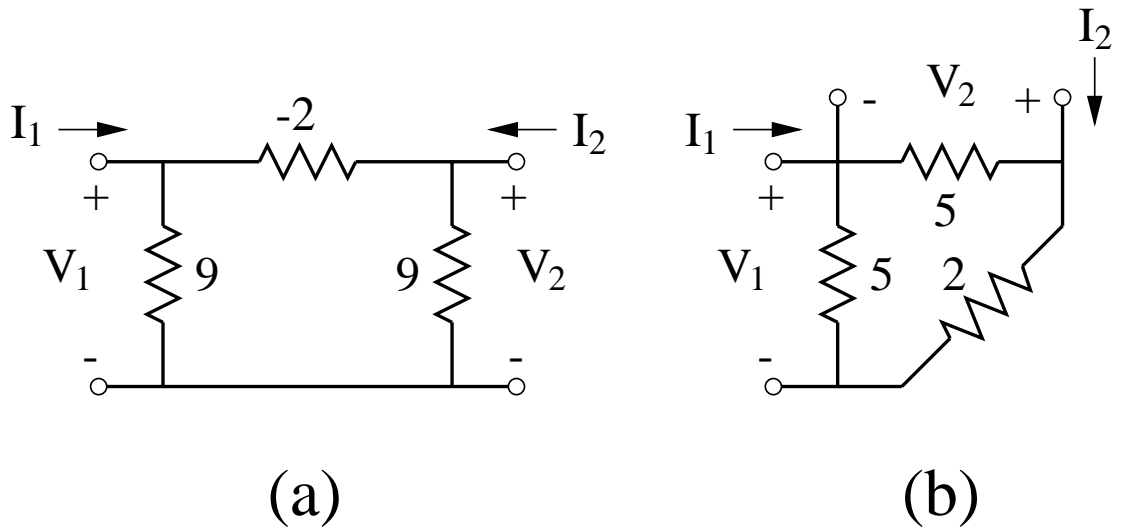 I1 -2 I2
+ +
V1 9 9 V2
- -
(a)
I2
- V2 +
I1
+ 5
V1 5 2
-
(b)